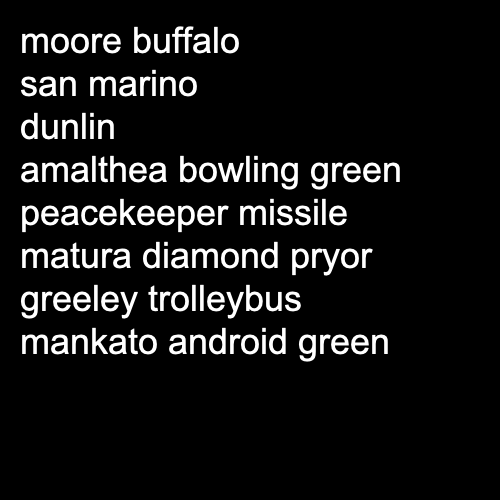 moore buffalo
san marino
dunlin
amalthea bowling green
peacekeeper missile
matura diamond pryor
greeley trolleybus
mankato android green